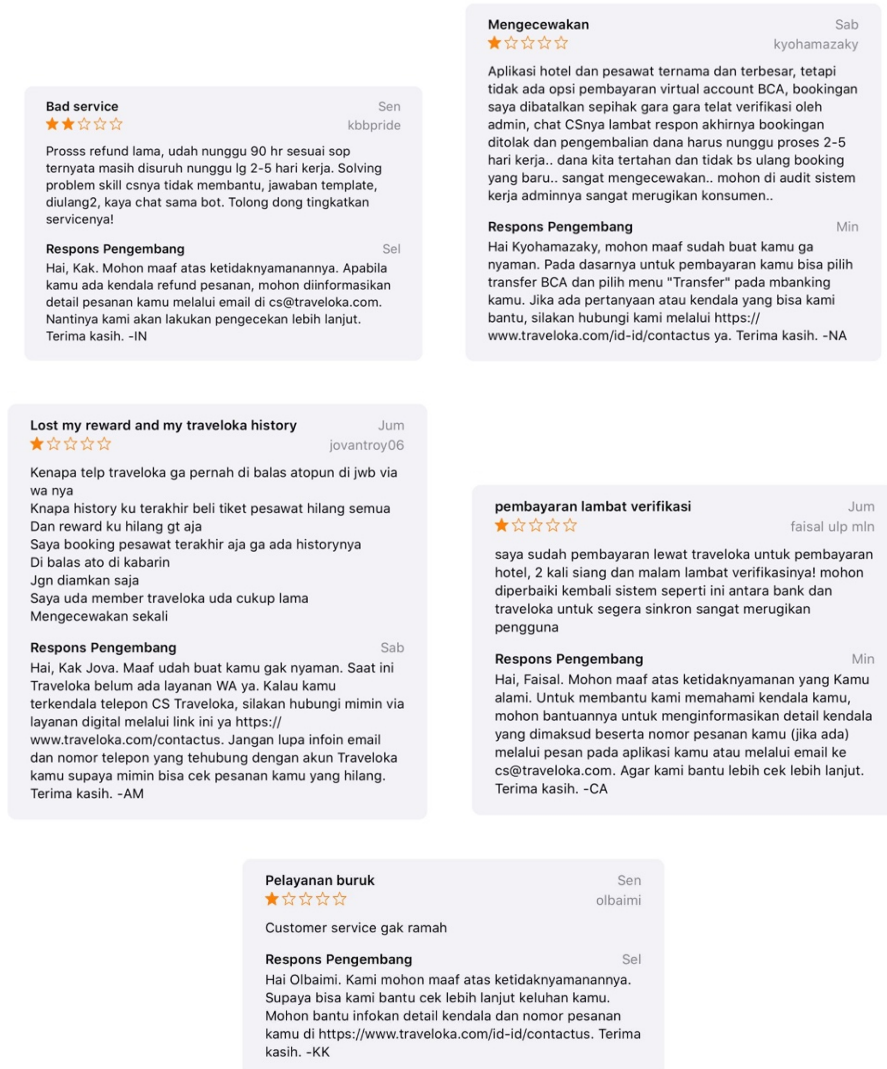 Bad service Sen
kbbpride
Prosss refund lama, udah nunggu 90 hr sesuai sop
ternyata masih disuruh nunggu lg 2-5 hari kerja. Solving
problem skill csnya tidak membantu, jawaban template,
diulang2, kaya chat sama bot. Tolong dong tingkatkan
servicenya!
Respons Pengembang Sel
Hai, Kak. Mohon maaf atas ketidaknyamanannya. Apabila
kamu ada kendala refund pesanan, mohon diinformasikan
detail pesanan kamu melalui email di cs@traveloka.com.
Nantinya kami akan lakukan pengecekan lebih lanjut.
Terima kasih. -IN
Mengecewakan Sab
kyohamazaky
Aplikasi hotel dan pesawat ternama dan terbesar, tetapi
tidak ada opsi pembayaran virtual account BCA, bookingan
saya dibatalkan sepihak gara gara telat verifikasi oleh
admin, chat CSnya lambat respon akhirnya bookingan
ditolak dan pengembalian dana harus nunggu proses 2-5
hari kerja.. dana kita tertahan dan tidak bs ulang booking
yang baru.. sangat mengecewakan.. mohon di audit sistem
kerja adminnya sangat merugikan konsumen..
Respons Pengembang Min
Hai Kyohamazaky, mohon maaf sudah buat kamu ga
nyaman. Pada dasarnya untuk pembayaran kamu bisa pilih
transfer BCA dan pilih menu "Transfer" pada mbanking
kamu. Jika ada pertanyaan atau kendala yang bisa kami
bantu, silakan hubungi kami melalui https://
www.traveloka.com/id-id/contactus ya. Terima kasih. -NA
Lost my reward and my traveloka history Jum
jovantroy06
Kenapa telp traveloka ga pernah di balas atopun di jwb via
wa nya
Knapa history ku terakhir beli tiket pesawat hilang semua
Dan reward ku hilang gt aja
Saya booking pesawat terakhir aja ga ada historynya
Di balas ato di kabarin
Jgn diamkan saja
Saya uda member traveloka uda cukup lama
Mengecewakan sekali
Respons Pengembang Sab
Hai, Kak Jova. Maaf udah buat kamu gak nyaman. Saat ini
Traveloka belum ada layanan WA ya. Kalau kamu
terkendala telepon CS Traveloka, silakan hubungi mimin via
layanan digital melalui link ini ya https://
www.traveloka.com/contactus. Jangan lupa infoin email
dan nomor telepon yang tehubung dengan akun Traveloka
kamu supaya mimin bisa cek pesanan kamu yang hilang.
Terima kasih. -AM
pembayaran lambat verifikasi Jum
faisal ulp mln
saya sudah pembayaran lewat traveloka untuk pembayaran
hotel, 2 kali siang dan malam lambat verifikasinya! mohon
diperbaiki kembali sistem seperti ini antara bank dan
traveloka untuk segera sinkron sangat merugikan
pengguna
Respons Pengembang Min
Hai, Faisal. Mohon maaf atas ketidaknyamanan yang Kamu
alami. Untuk membantu kami memahami kendala kamu,
mohon bantuannya untuk menginformasikan detail kendala
yang dimaksud beserta nomor pesanan kamu (jika ada)
melalui pesan pada aplikasi kamu atau melalui email ke
cs@traveloka.com. Agar kami bantu lebih cek lebih lanjut.
Terima kasih. -CA
Pelayanan buruk Sen
olbaimi
Customer service gak ramah
Respons Pengembang Sel
Hai Olbaimi. Kami mohon maaf atas ketidaknyamanannya.
Supaya bisa kami bantu cek lebih lanjut keluhan kamu.
Mohon bantu infokan detail kendala dan nomor pesanan
kamu di https://www.traveloka.com/id-id/contactus. Terima
kasih. -KK